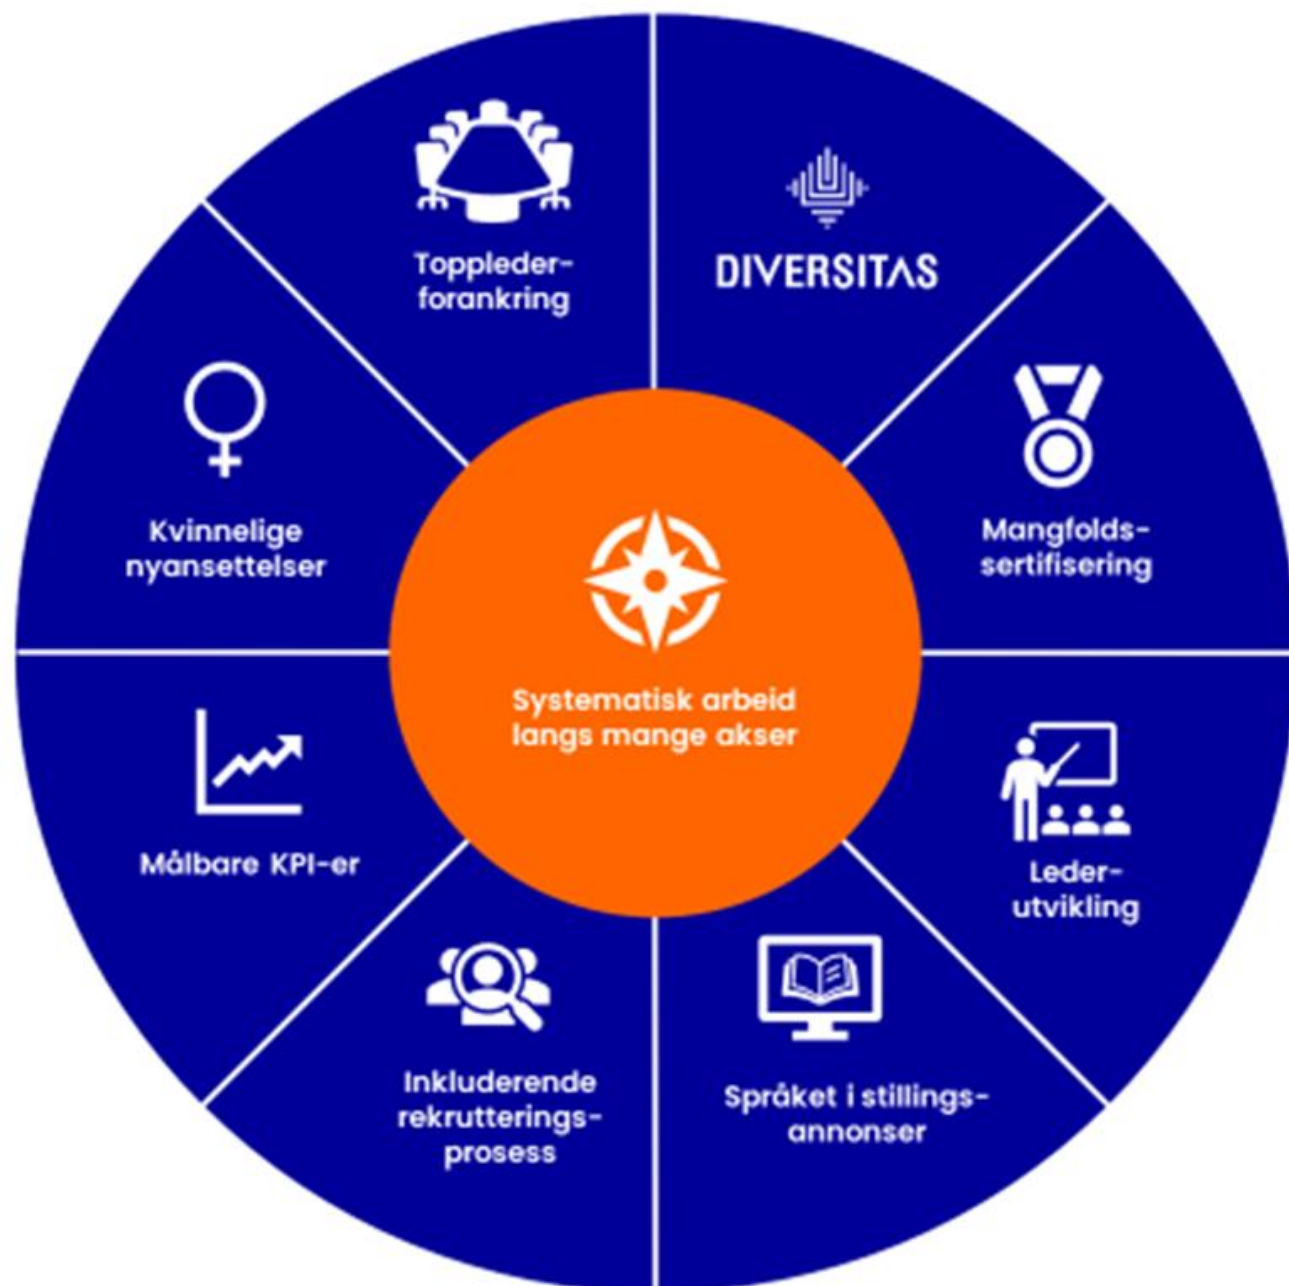 Toppleder-
forankring
DIVERSITAS
Mangfolds-
sertifisering
Leder-
utvikling
Språket i stillings-
annonser
Inkluderende
rekrutterings-
prosess
Målbare KPI-er
Kvinnelige
nyansettelser
Systematisk arbeid
langs mange akser